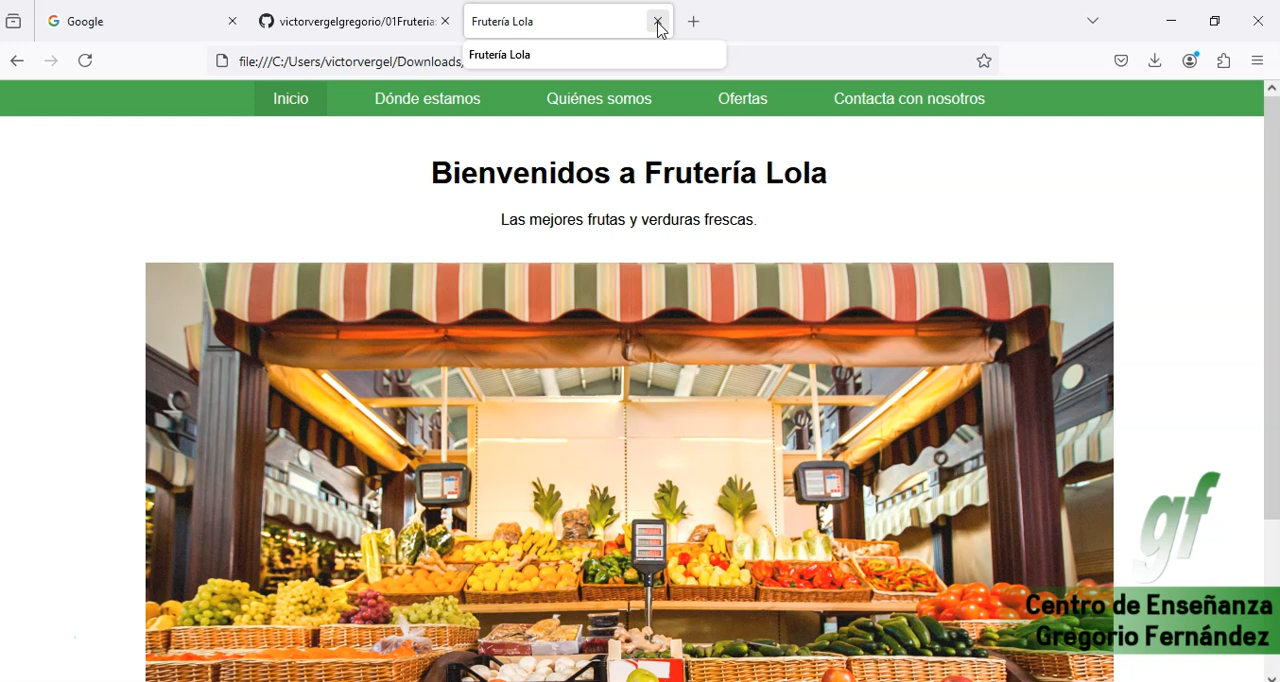 Google
victorvergelgregorio/01Fruteria
Frutería Lola
Frutería Lola
file:///C:/Users/victorvergel/Downloads/
Inicio
Dónde estamos
Quiénes somos
Ofertas
Contacta con nosotros
Bienvenidos a Frutería Lola
Las mejores frutas y verduras frescas.
gf
Centro de Enseñanza
Gregorio Fernández